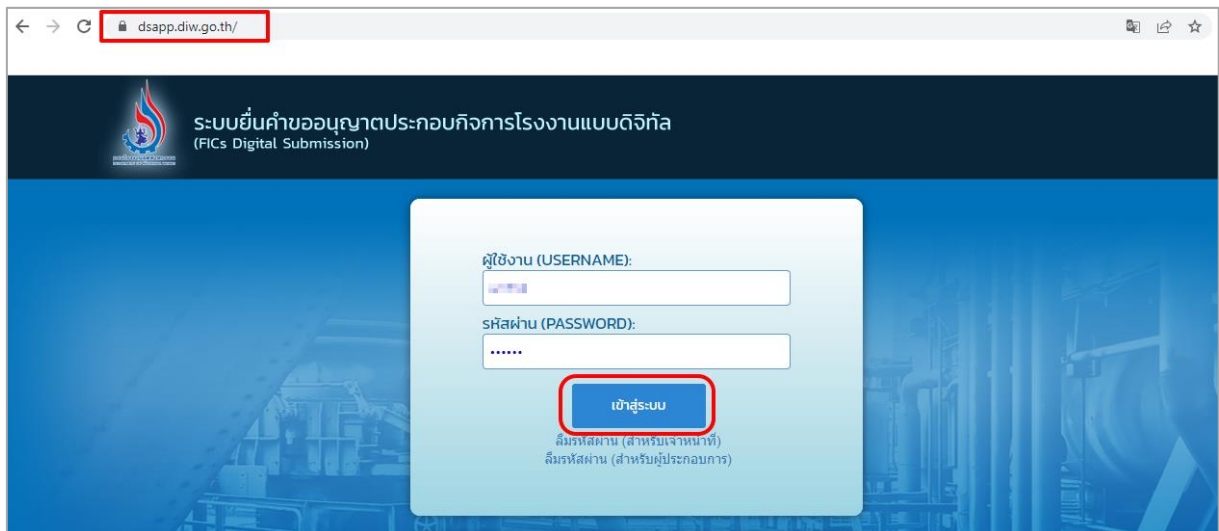 dsapp.diw.go.th/
ระบบยื่นคำขออนุญาตประกอบกิจการโรงงานแบบดิจิทัล
(FICs Digital Submission)
ผู้ใช้งาน (USERNAME):
รหัสผ่าน (PASSWORD):
••••••
เข้าสู่ระบบ
ลืมรหัสผ่าน (สำหรับเจ้าหน้าที่)
ลืมรหัสผ่าน (สำหรับผู้ประกอบการ)